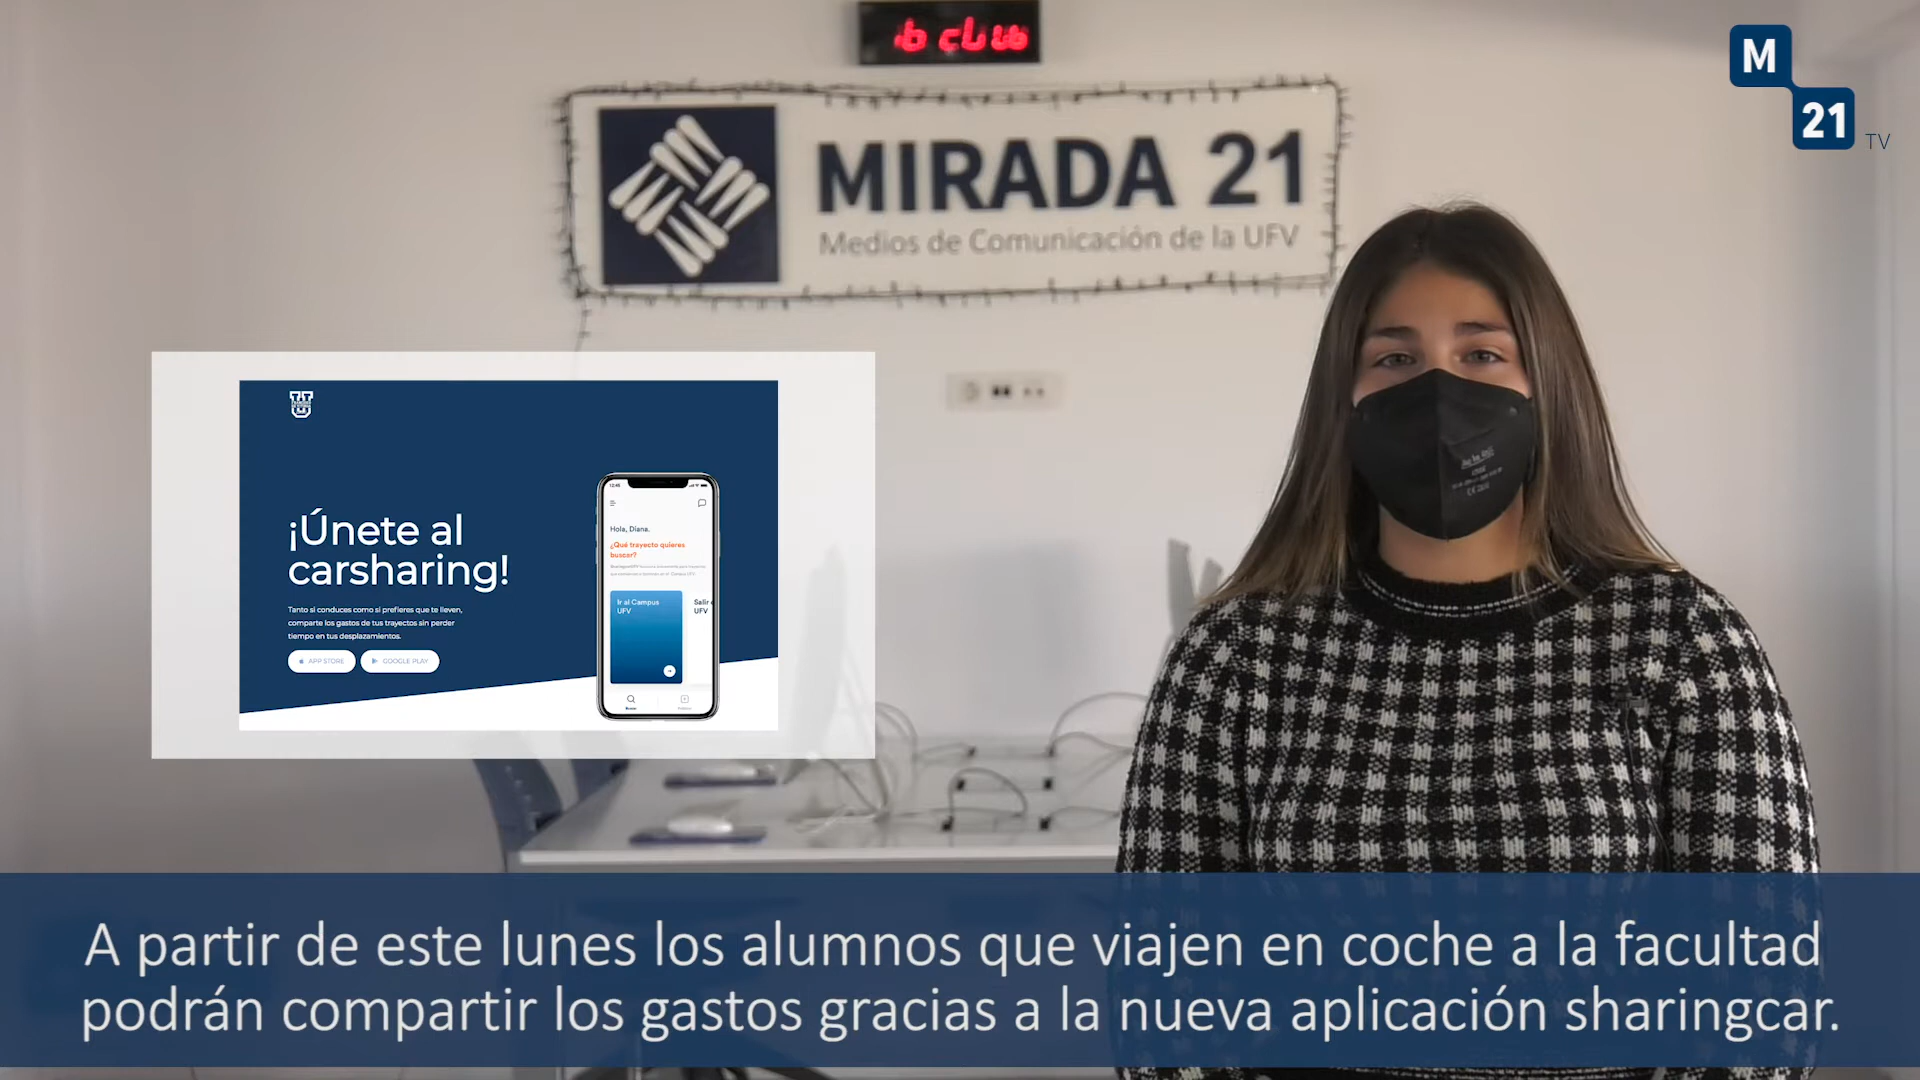 M
21
TV
MIRADA 21
Medios de Comunicación de la UFV
¡Únete al
carsharing!
Tanto si conduces como si prefieres que te lleven,
comparte los gastos de tus trayectos sin perder
tiempo en tus desplazamientos.
APP STORE
GOOGLE PLAY
Hola, Diana.
¿Qué trayecto quieres
buscar?
Ir al Campus
UFV
Salir
UFV
A partir de este lunes los alumnos que viajen en coche a la facultad
podrán compartir los gastos gracias a la nueva aplicación sharingcar.